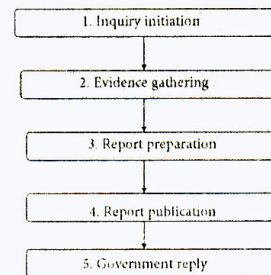 1. Inquiry initiation
2. Evidence gathering
3. Report preparation
4. Report publication
5. Government reply